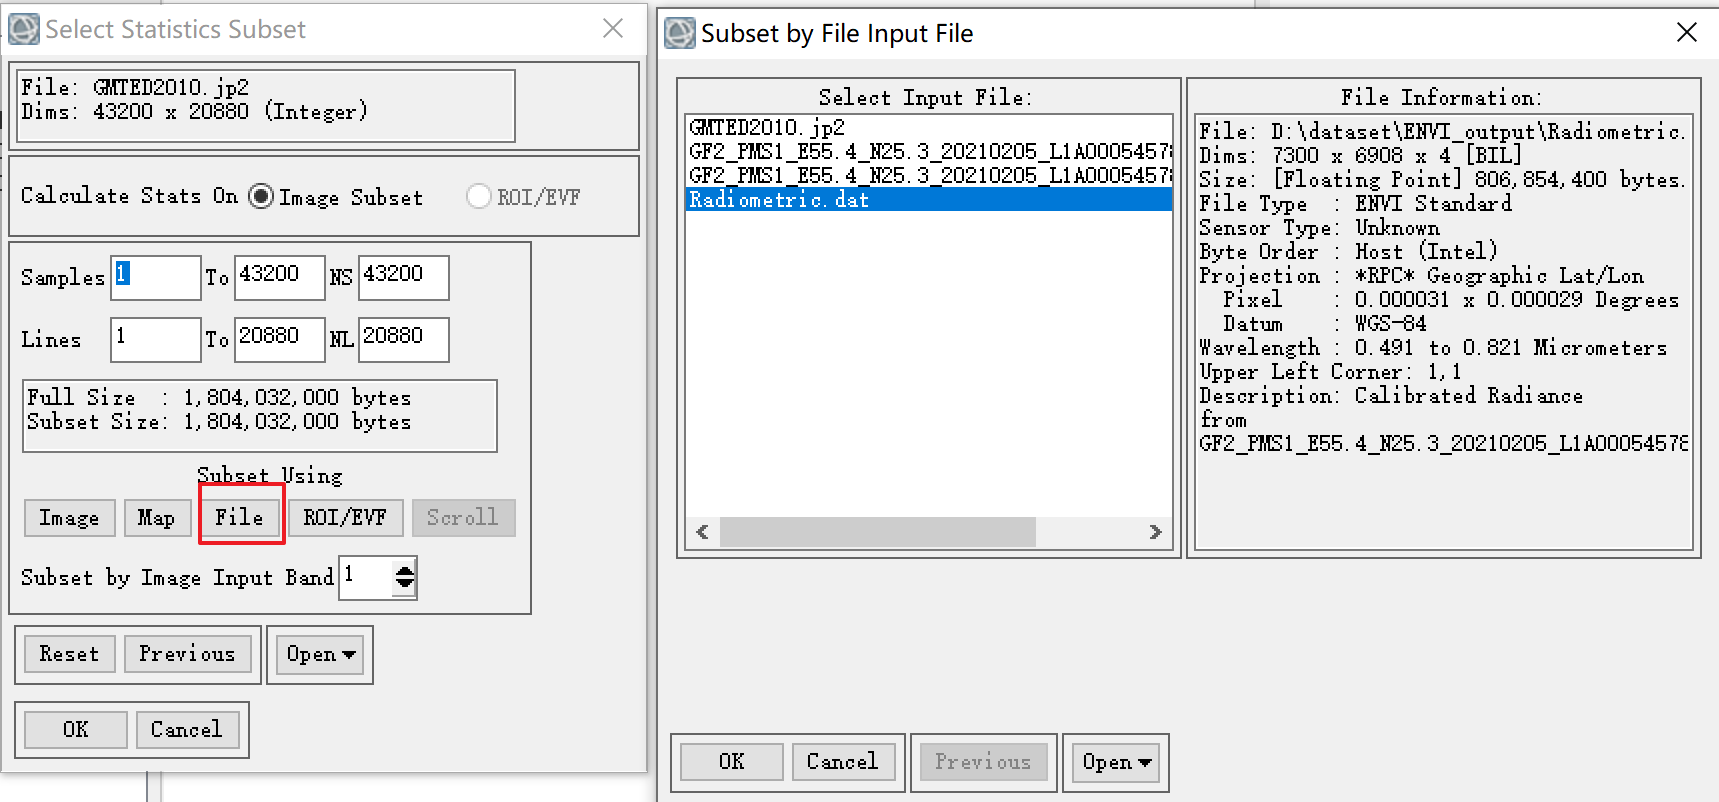 Select Statistics Subset
File: GMTED2010.jp2
Dims: 43200 x 20880 (Integer)
Calculate Stats On Image Subset ROI/EVF
Samples 1 To 43200 NS 43200
Lines 1 To 20880 NL 20880
Full Size : 1,804,032,000 bytes
Subset Size: 1,804,032,000 bytes
Subset Using
Image Map File ROI/EVF Scroll
Subset by Image Input Band 1
Reset Previous Open
OK Cancel
Subset by File Input File
Select Input File:
GMTED2010.jp2
GF2_PMS1_E55.4_N25.3_20210205_L1A00054578
GF2_PMS1_E55.4_N25.3_20210205_L1A00054578
Radiometric.dat
File Information:
File: D:\dataset\ENVI_output\Radiometric.
Dims: 7300 x 6908 x 4 [BIL]
Size: [Floating Point] 806,854,400 bytes.
File Type : ENVI Standard
Sensor Type: Unknown
Byte Order : Host (Intel)
Projection : *RPC* Geographic Lat/Lon
Pixel : 0.000031 x 0.000029 Degrees
Datum : WGS-84
Wavelength : 0.491 to 0.821 Micrometers
Upper Left Corner: 1,1
Description: Calibrated Radiance
from
GF2_PMS1_E55.4_N25.3_20210205_L1A00054578
OK Cancel Previous Open